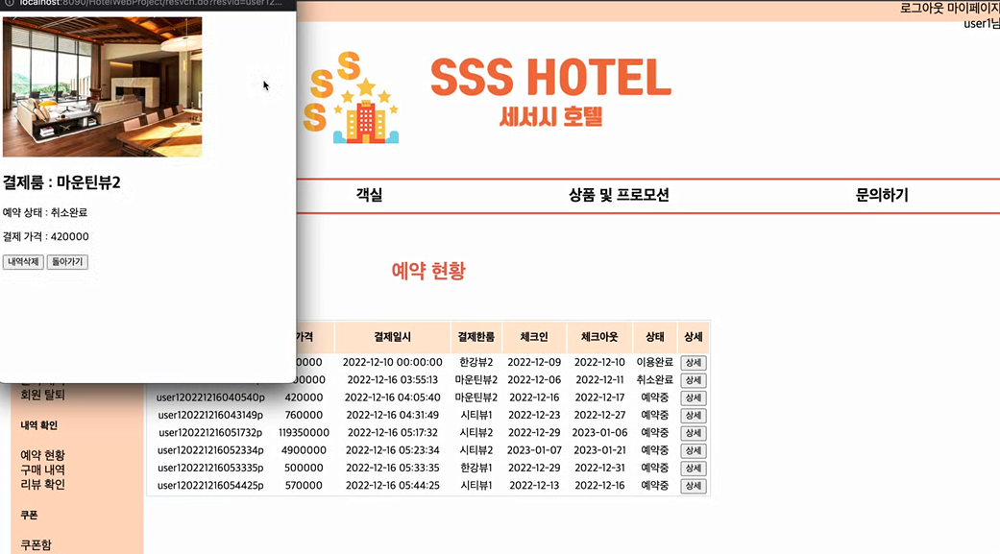 localhost:8090/HotelWebProject/resvch.do?resvid=user12...
결제룸 : 마운틴뷰2
예약 상태 : 취소완료
결제 가격 : 420000
내역삭제 돌아가기
로그아웃 마이페이지
user1님
S
S
S
SSS HOTEL
세서시 호텔
객실 상품 및 프로모션 문의하기
예약 현황
가격 결제일시 결제한룸 체크인 체크아웃 상태 상세
0000 2022-12-10 00:00:00 한강뷰2 2022-12-09 2022-12-10 이용완료 상세
0000 2022-12-16 03:55:13 마운틴뷰2 2022-12-06 2022-12-11 취소완료 상세
user120221216040540p 420000 2022-12-16 04:05:40 마운틴뷰2 2022-12-16 2022-12-17 예약중 상세
user120221216043149p 760000 2022-12-16 04:31:49 시티뷰1 2022-12-23 2022-12-27 예약중 상세
user120221216051732p 119350000 2022-12-16 05:17:32 시티뷰2 2022-12-29 2023-01-06 예약중 상세
user120221216052334p 4900000 2022-12-16 05:23:34 시티뷰2 2023-01-07 2023-01-21 예약중 상세
user120221216053335p 500000 2022-12-16 05:33:35 한강뷰1 2022-12-29 2022-12-31 예약중 상세
user120221216054425p 570000 2022-12-16 05:44:25 시티뷰1 2022-12-13 2022-12-16 예약중 상세
회원 탈퇴
내역 확인
예약 현황
구매 내역
리뷰 확인
쿠폰
쿠폰함